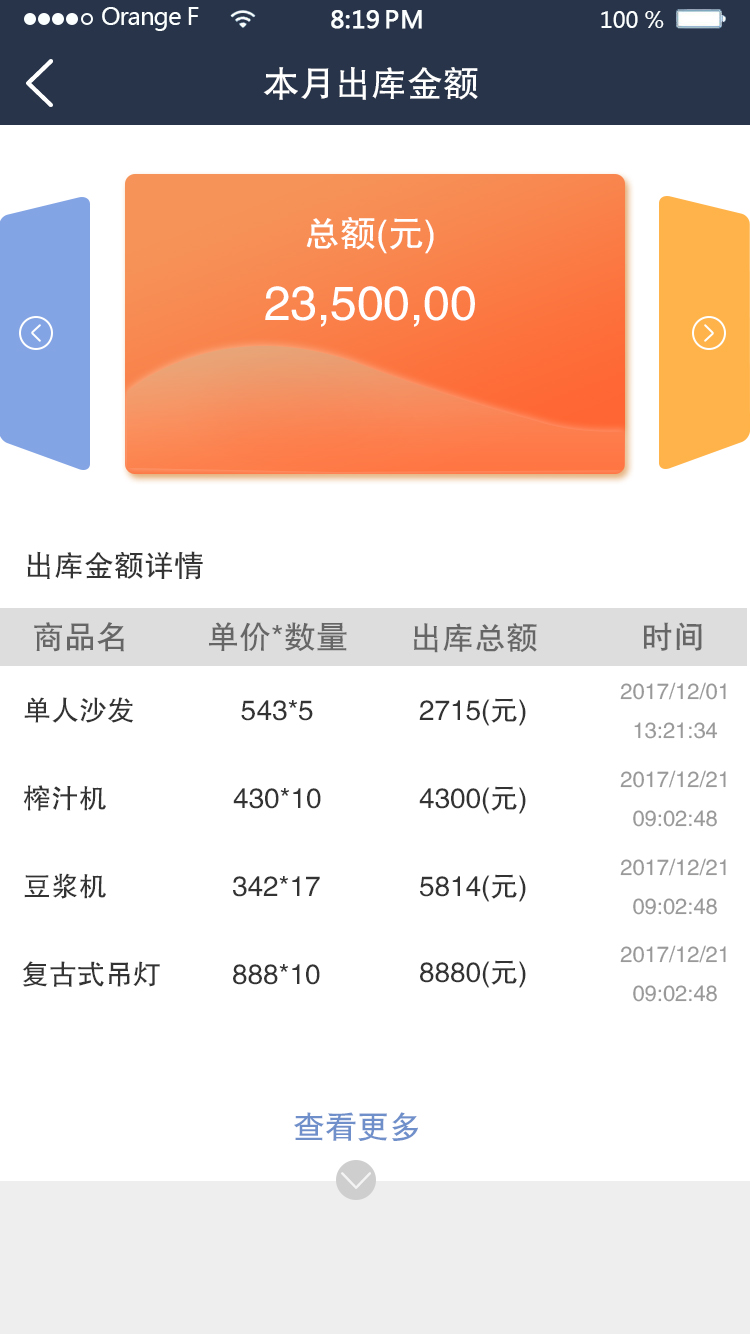 Orange F 8:19 PM 100 %
本月出库金额
总额(元)
23,500,00
出库金额详情
商品名 单价*数量 出库总额 时间
单人沙发 543*5 2715(元) 2017/12/01
13:21:34
榨汁机 430*10 4300(元) 2017/12/21
09:02:48
豆浆机 342*17 5814(元) 2017/12/21
09:02:48
复古式吊灯 888*10 8880(元) 2017/12/21
09:02:48
查看更多